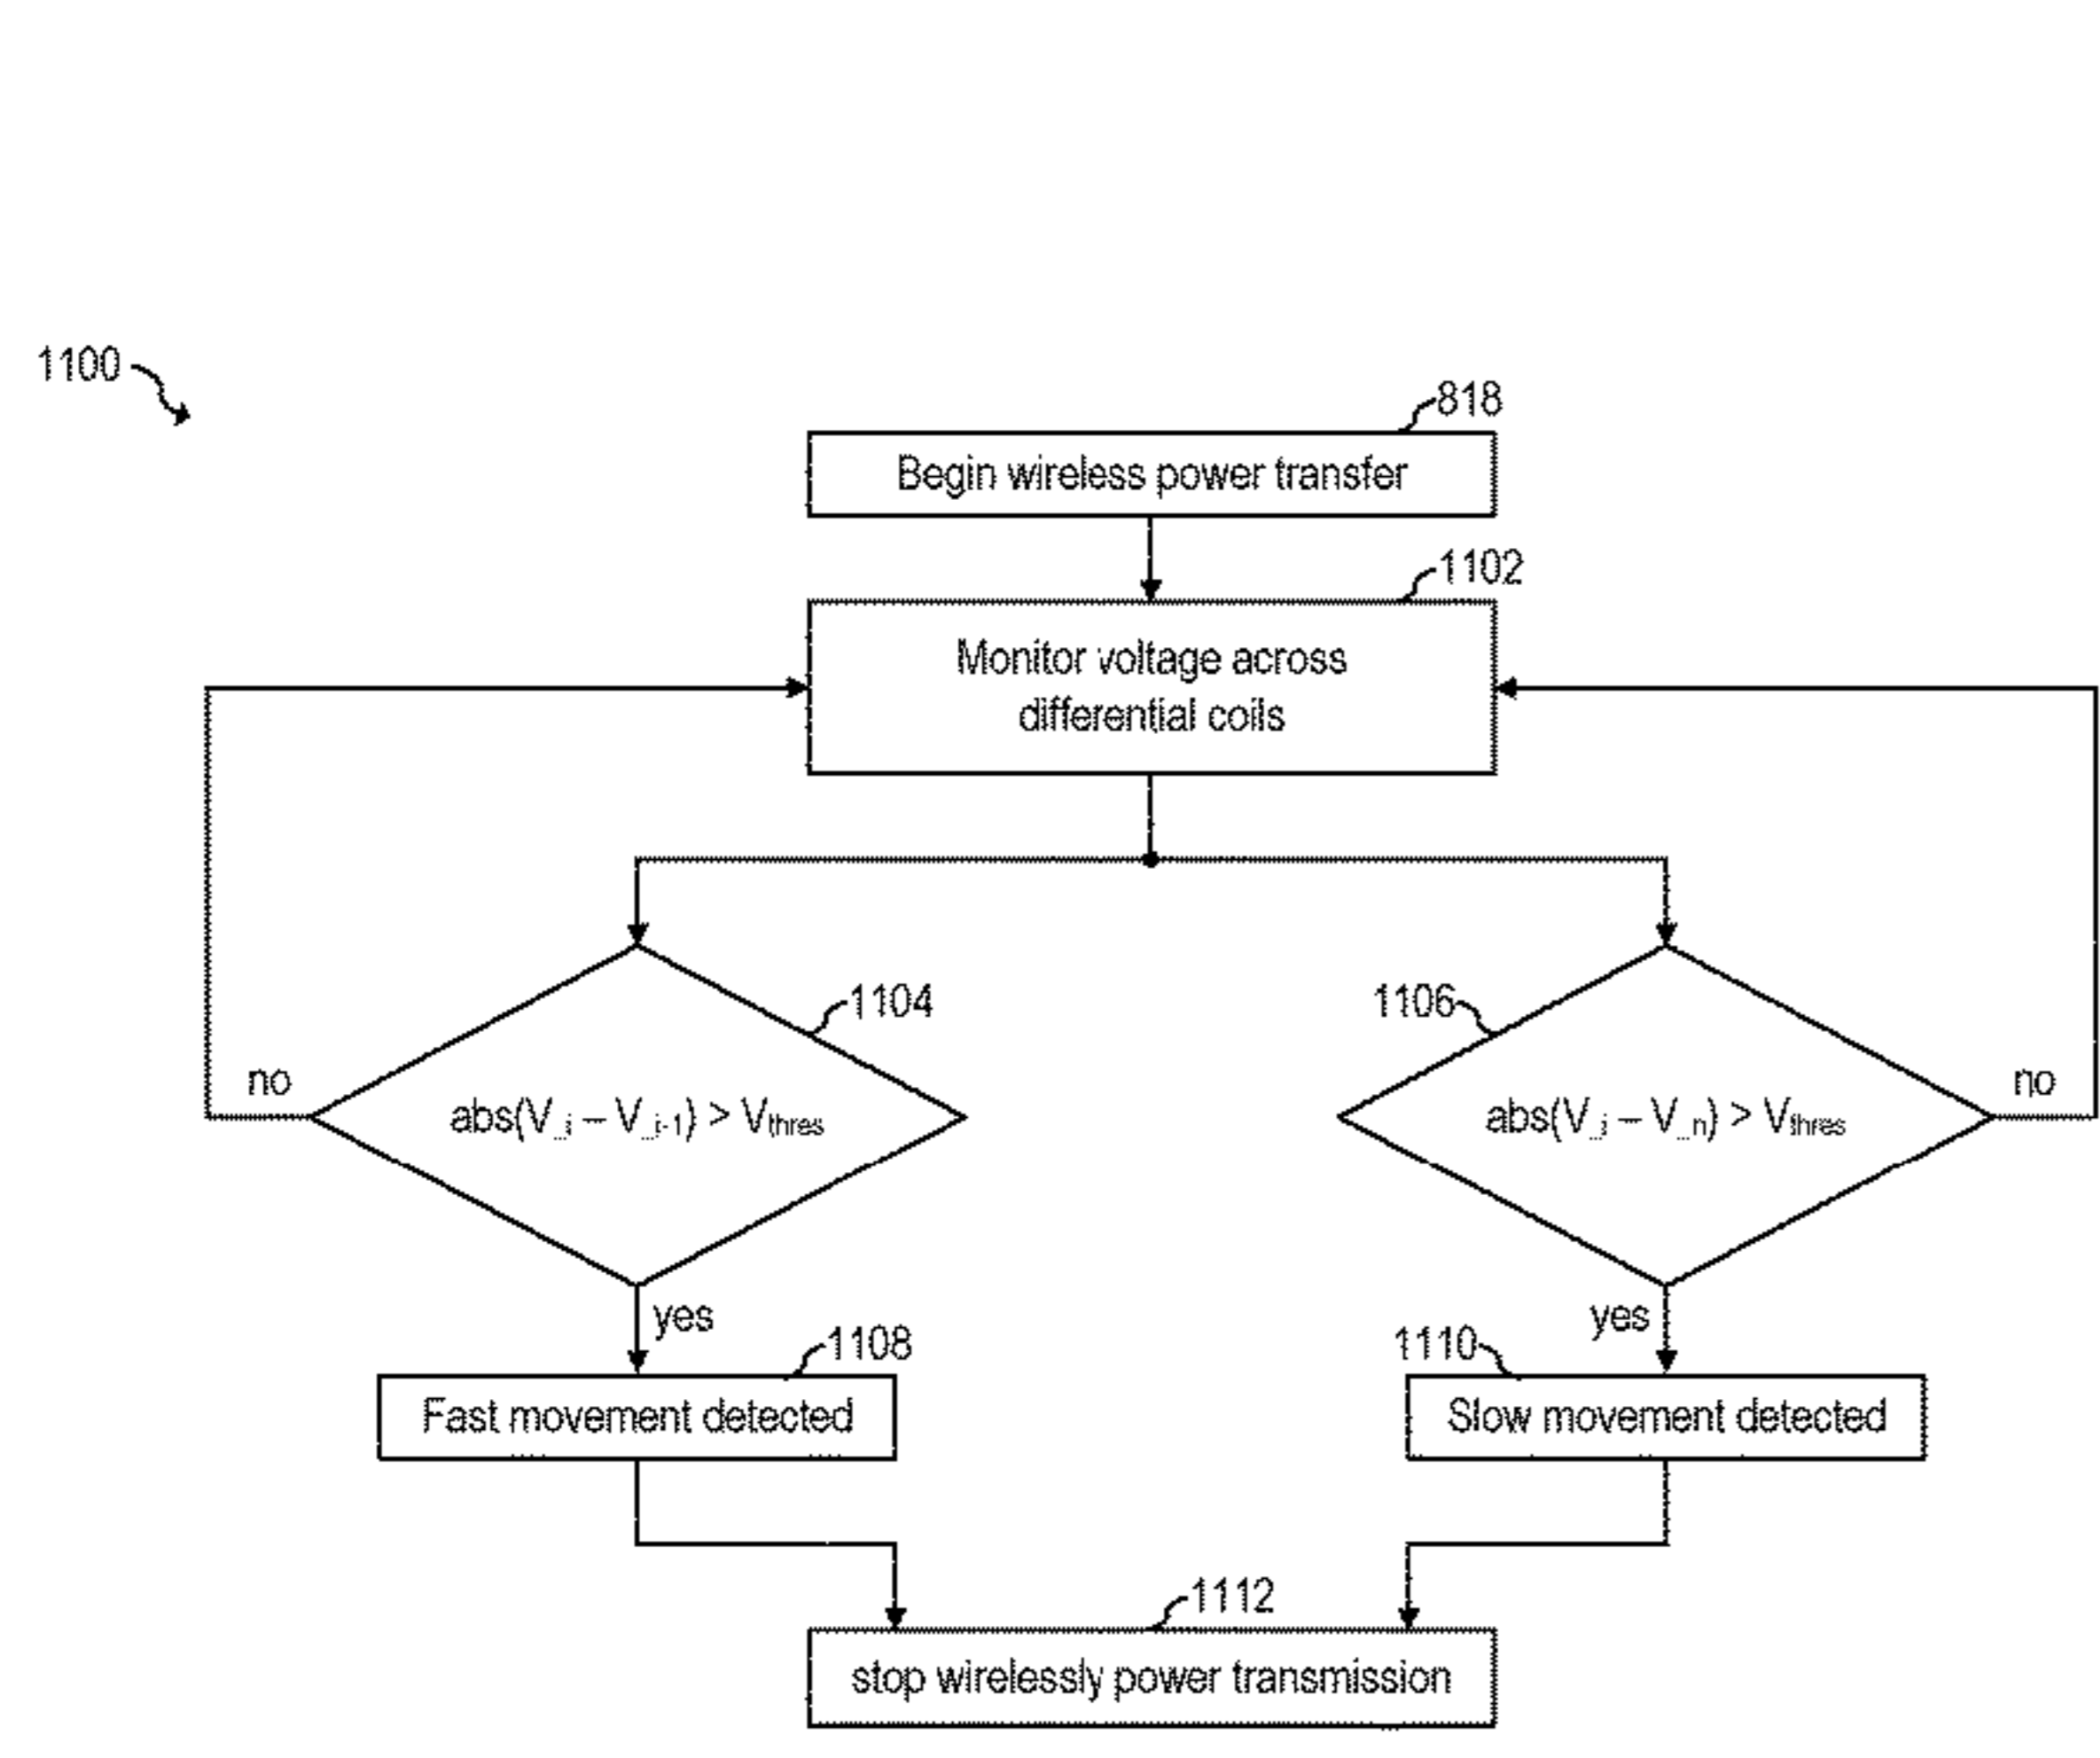 1100
818
Begin wireless power transfer
1102
Monitor voltage across
differential coils
1104
1106
no
no
abs(V_i – V_i-1) > Vthres
abs(V_i – V_n) > Vthres
yes
yes
1108
1110
Fast movement detected
Slow movement detected
1112
stop wirelessly power transmission